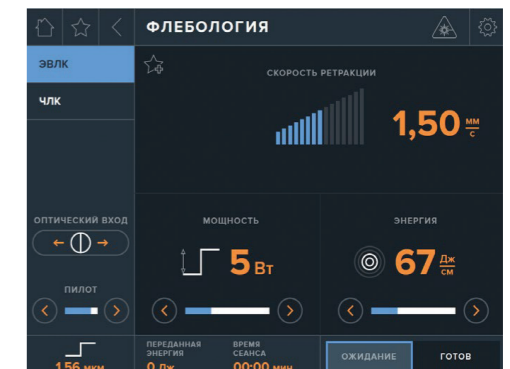 ФЛЕБОЛОГИЯ
ЭВЛК
ЧЛК
СКОРОСТЬ РЕТРАКЦИИ
1,50 мм
с
ОПТИЧЕСКИЙ ВХОД
ПИЛОТ
МОЩНОСТЬ
5 Вт
ЭНЕРГИЯ
67 Дж
см
1,56 мкм
ПЕРЕДАННАЯ
ЭНЕРГИЯ
0 Дж
ВРЕМЯ
СЕАНСА
00:00 мин
ОЖИДАНИЕ
ГОТОВ